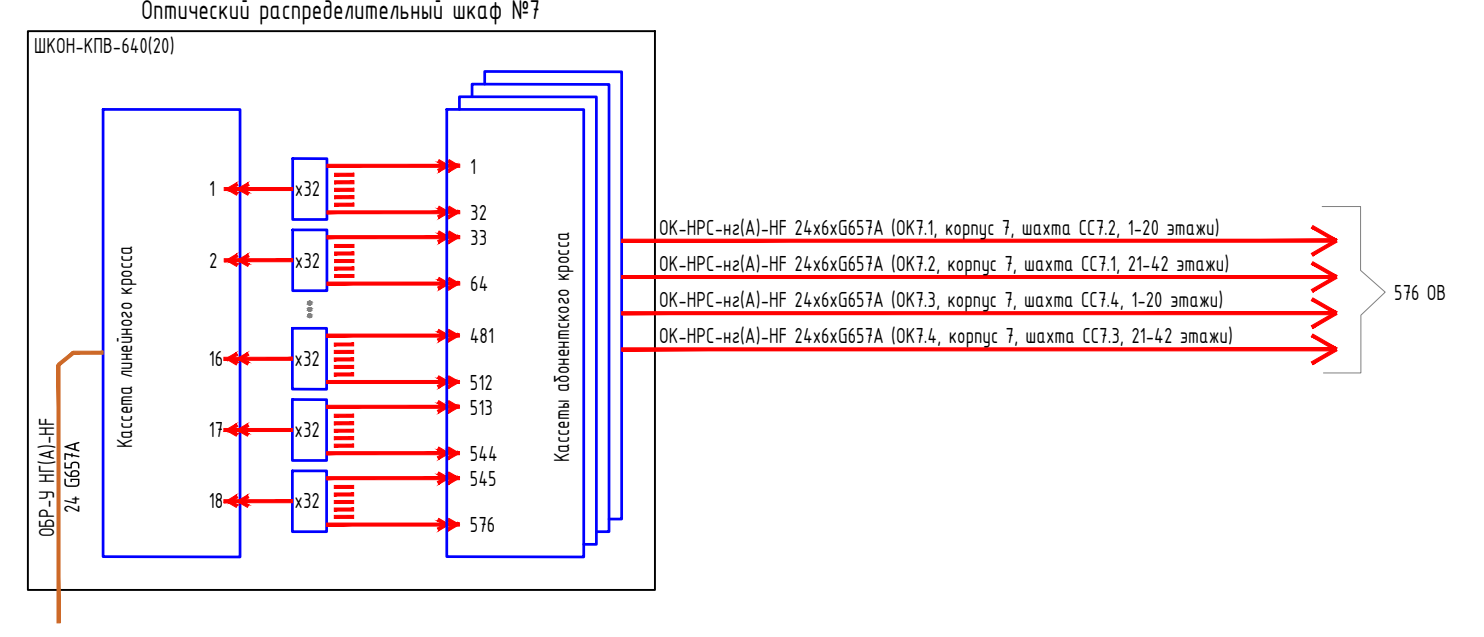 Оптический распределительный шкаф №7
ШКОН-КПВ-640(20)
Кассета линейного кросса
1
2
16
17
18
x32
x32
x32
x32
x32
1
32
33
64
481
512
513
544
545
576
Кассеты абонентского кросса
ОК-НРС-нг(А)-HF 24x6xG657A (ОК7.1, корпус 7, шахта СС7.2, 1-20 этажи)
ОК-НРС-нг(А)-HF 24x6xG657A (ОК7.2, корпус 7, шахта СС7.1, 21-42 этажи)
ОК-НРС-нг(А)-HF 24x6xG657A (ОК7.3, корпус 7, шахта СС7.4, 1-20 этажи)
ОК-НРС-нг(А)-HF 24x6xG657A (ОК7.4, корпус 7, шахта СС7.3, 21-42 этажи)
576 ОВ
ОБР-У НГ(А)-HF
24 G657A